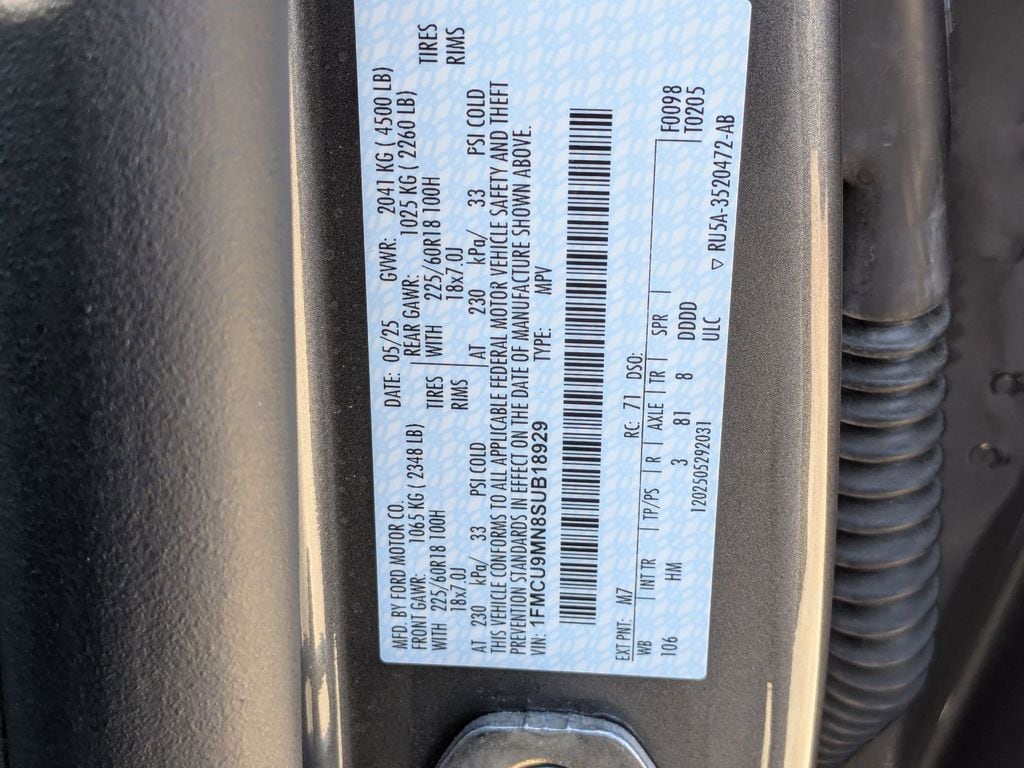 MFD. BY FORD MOTOR CO.
DATE: 05/25 GVWR: 2041 KG ( 4500 LB)
FRONT GAWR: 1065 KG ( 2348 LB) REAR GAWR: 1025 KG ( 2260 LB)
WITH 225/60R18 100H TIRES WITH 225/60R18 100H TIRES
18x7.0J RIMS 18x7.0J RIMS
AT 230 kPa/ 33 PSI COLD AT 230 kPa/ 33 PSI COLD
THIS VEHICLE CONFORMS TO ALL APPLICABLE FEDERAL MOTOR VEHICLE SAFETY AND THEFT
PREVENTION STANDARDS IN EFFECT ON THE DATE OF MANUFACTURE SHOWN ABOVE.
VIN: 1FMCU9MN8SUB18929 TYPE: MPV
EXT PNT: M7 RC: 71 DSO: F0098
WB | INT TR | TP/PS | R | AXLE | TR | SPR | T0205
106 HM 3 81 8 DDDD
ULC
1202505292031 ▽ RU5A-3520472-AB